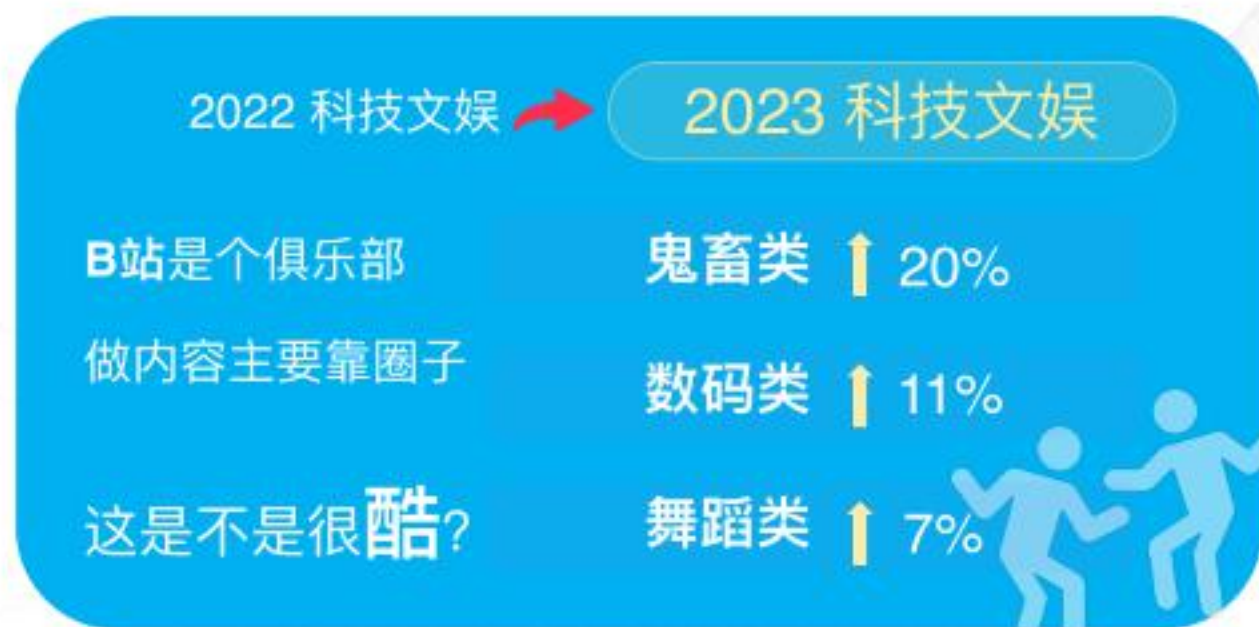 2022 科技文娱 2023 科技文娱
B站是个俱乐部
做内容主要靠圈子
这是不是很酷?
鬼畜类 20%
数码类 11%
舞蹈类 7%